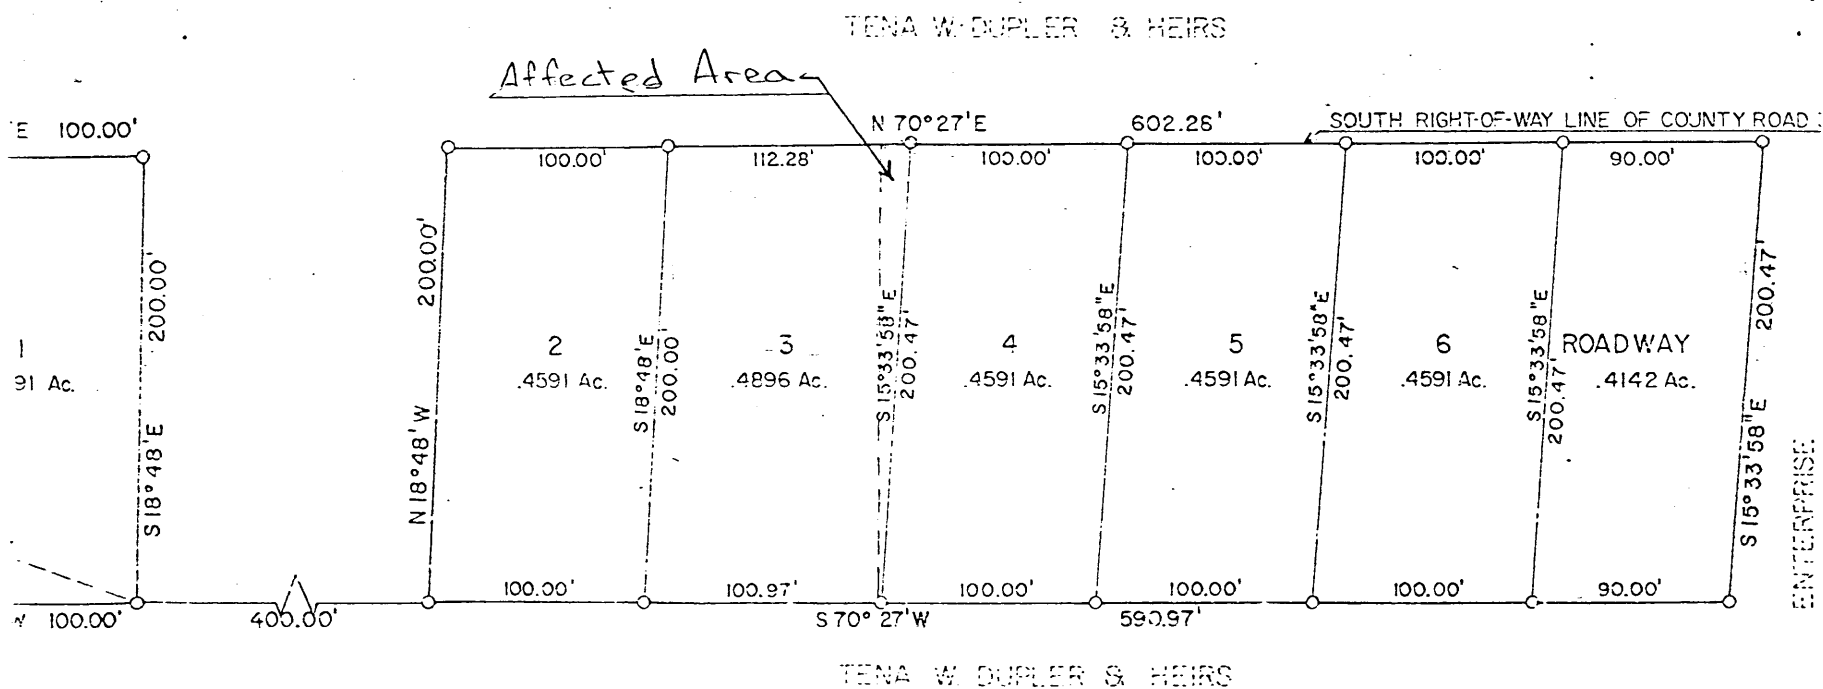 TENA W. DUPLER & HEIRS
Affected Area
'E 100.00'
N 70°27'E
602.28'
SOUTH RIGHT-OF-WAY LINE OF COUNTY ROAD
100.00'
112.28'
100.00'
100.00'
100.00'
90.00'
S 18°48'E 200.00'
N 18°48'W 200.00'
S 18°48'E
200.00'
S 15°33'58"E
200.47'
S 15°33'58"E
200.47'
S 15°33'58"E
200.47'
S 15°33'58"E
200.47'
S 15°33'58"E 200.47'
1
91 Ac.
2
.4591 Ac.
3
.4896 Ac.
4
.4591 Ac.
5
.4591 Ac.
6
.4591 Ac.
ROADWAY
.4142 Ac.
ENTERPRISE
100.00'
100.97'
100.00'
100.00'
100.00'
90.00'
W 100.00'
400.00'
S 70° 27'W
590.97'
TENA W. DUPLER & HEIRS